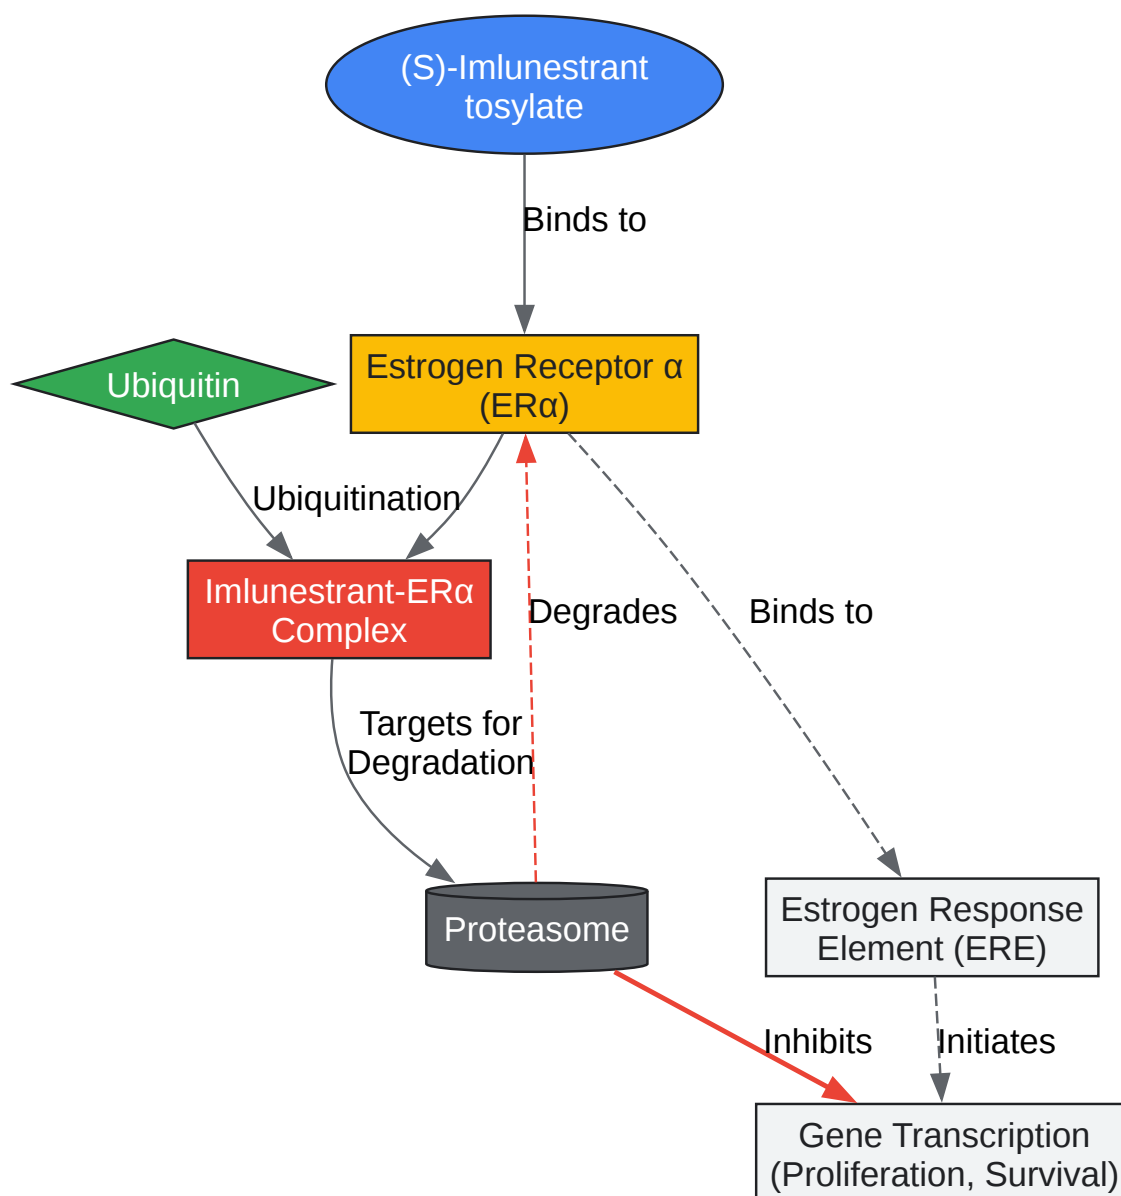 (S)-Imlunestrant
tosylate
Binds to
Ubiquitin
Estrogen Receptor α
(ERα)
Ubiquitination
Imlunestrant-ERα
Complex
Degrades
Binds to
Targets for
Degradation
Proteasome
Estrogen Response
Element (ERE)
Inhibits
Initiates
Gene Transcription
(Proliferation, Survival)